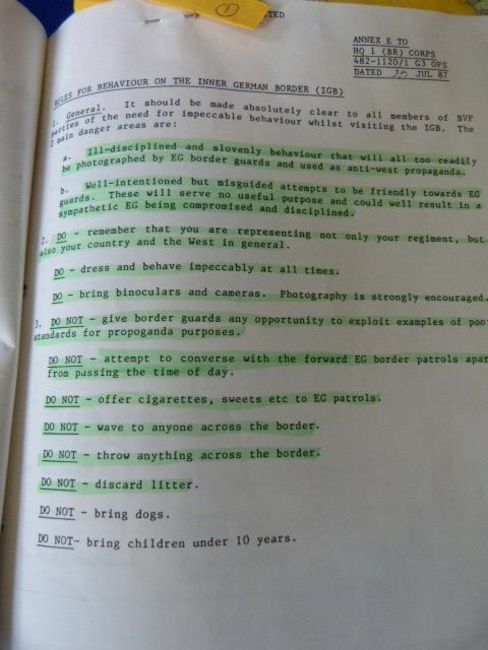 TED
1
ANNEX E TO
HQ 1 (BR) CORPS
482-1120/1 G3 OPS
DATED 30 JUL 87
RULES FOR BEHAVIOUR ON THE INNER GERMAN BORDER (IGB)
1. General. It should be made absolutely clear to all members of BVP
parties of the need for impeccable behaviour whilst visiting the IGB. The
2 main danger areas are:
a. Ill-disciplined and slovenly behaviour that will all too readily
be photographed by EG border guards and used as anti-west propaganda.
b. Well-intentioned but misguided attempts to be friendly towards EG
guards. These will serve no useful purpose and could well result in a
sympathetic EG being compromised and disciplined.
2. DO - remember that you are representing not only your regiment, but
also your country and the West in general.
DO - dress and behave impeccably at all times.
DO - bring binoculars and cameras. Photography is strongly encouraged.
3. DO NOT - give border guards any opportunity to exploit examples of poo
standards for propoganda purposes.
DO NOT - attempt to converse with the forward EG border patrols apar
from passing the time of day.
DO NOT - offer cigarettes, sweets etc to EG patrols.
DO NOT - wave to anyone across the border.
DO NOT - throw anything across the border.
DO NOT - discard litter.
DO NOT - bring dogs.
DO NOT- bring children under 10 years.